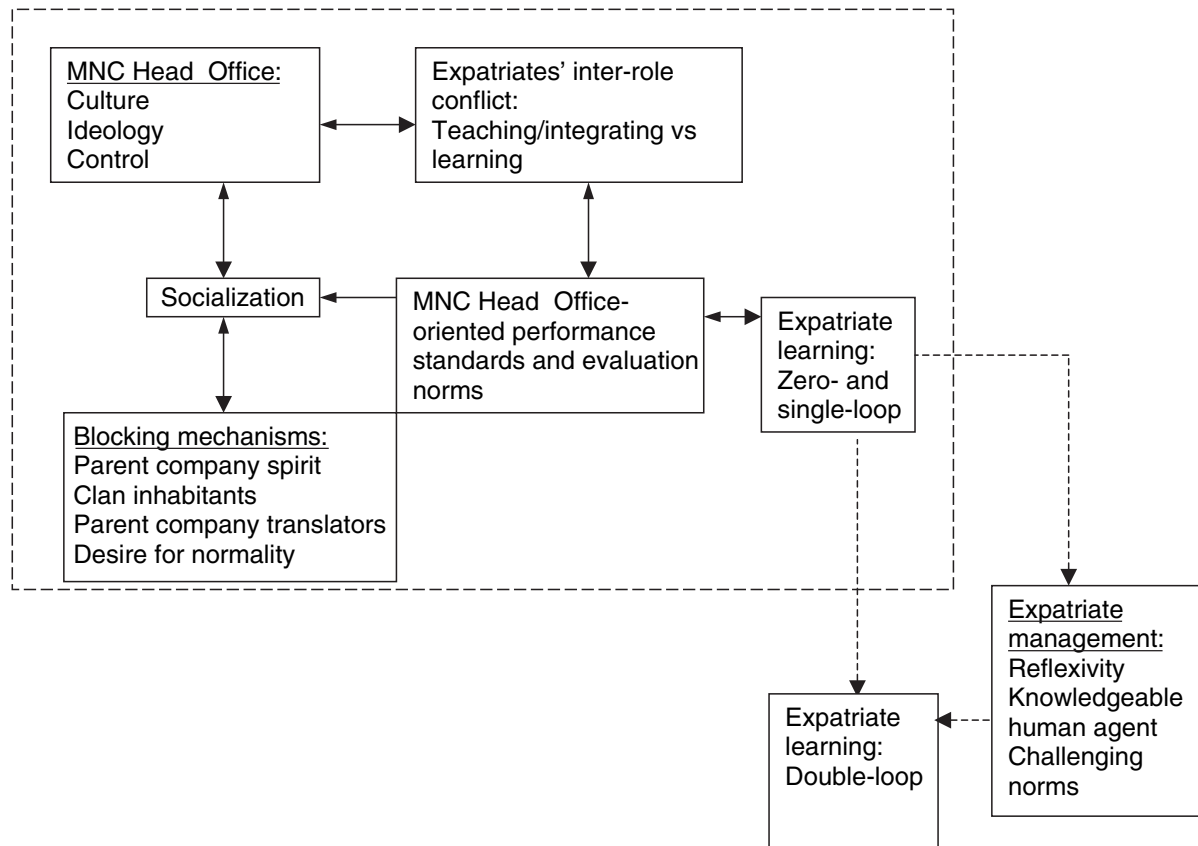 MNC Head Office:
Culture
Ideology
Control
Expatriates’ inter-role
conflict:
Teaching/integrating vs
learning
Socialization
MNC Head Office-
oriented performance
standards and evaluation
norms
Expatriate
learning:
Zero- and
single-loop
Blocking mechanisms:
Parent company spirit
Clan inhabitants
Parent company translators
Desire for normality
Expatriate
management:
Reflexivity
Knowledgeable
human agent
Challenging
norms
Expatriate
learning:
Double-loop